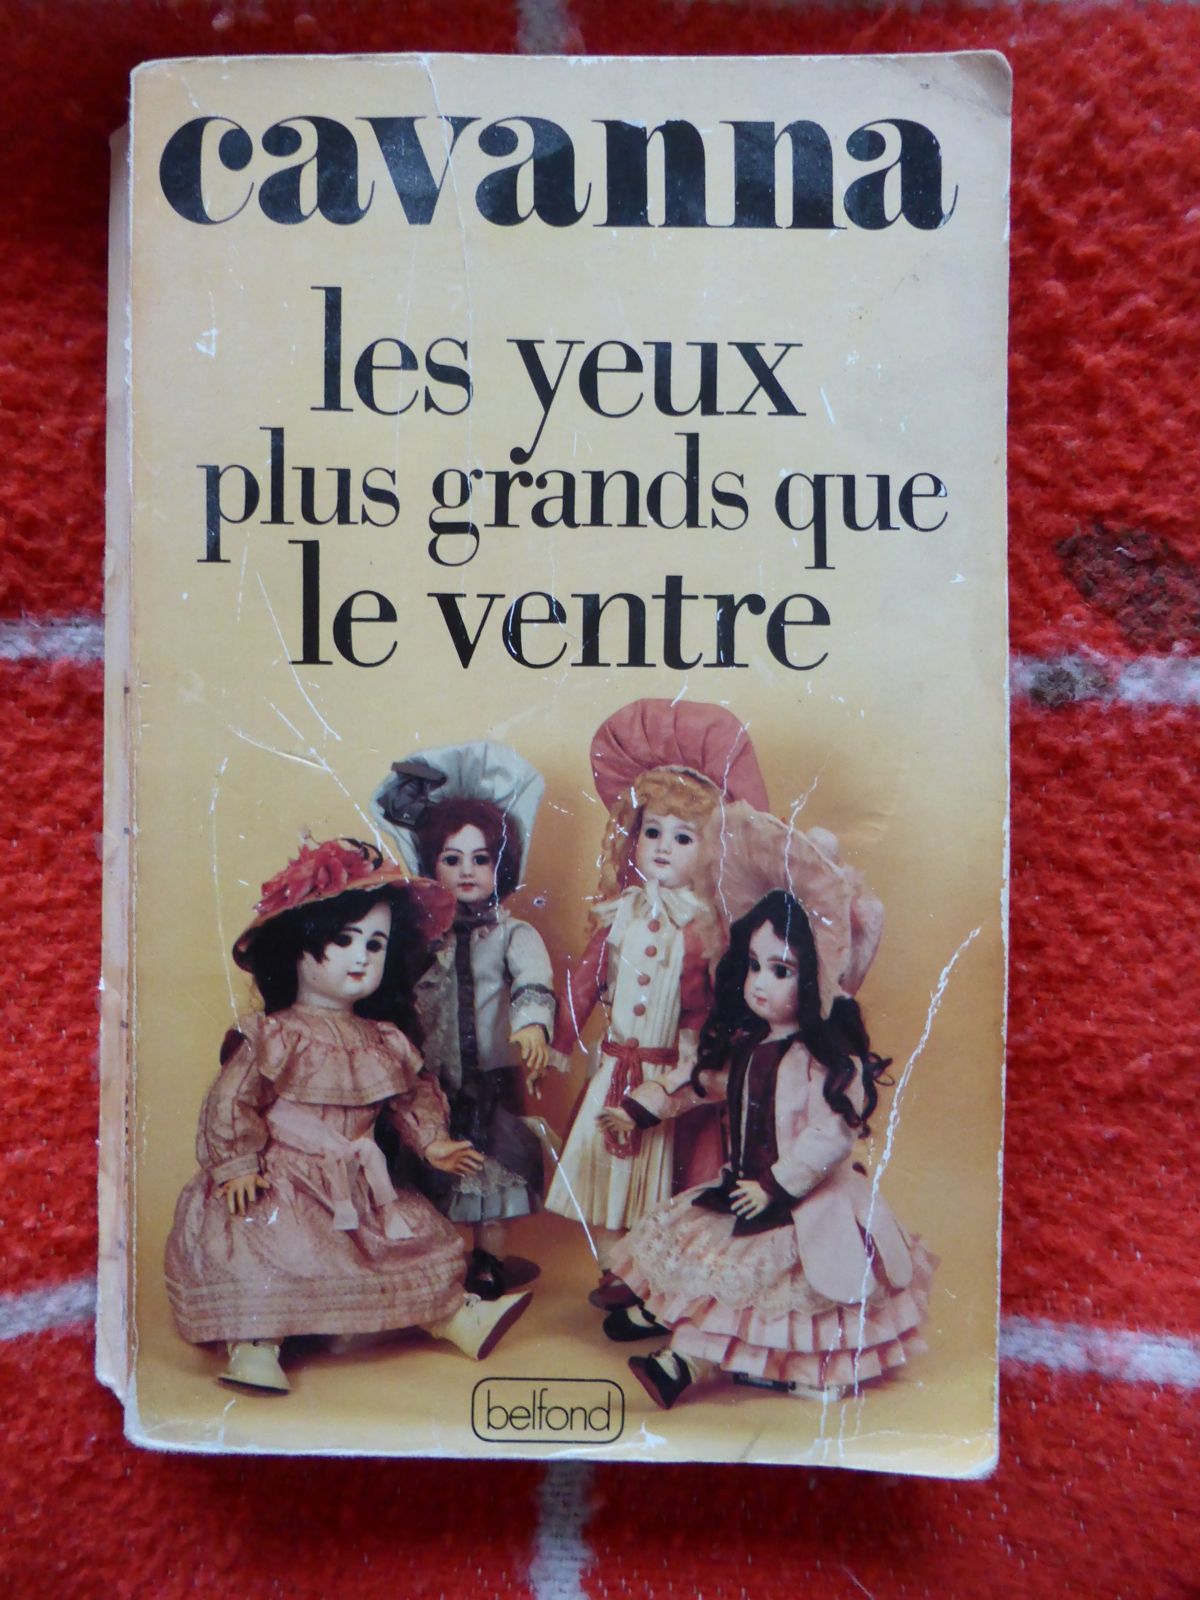 cavanna
les yeux
plus grands que
le ventre
belfond